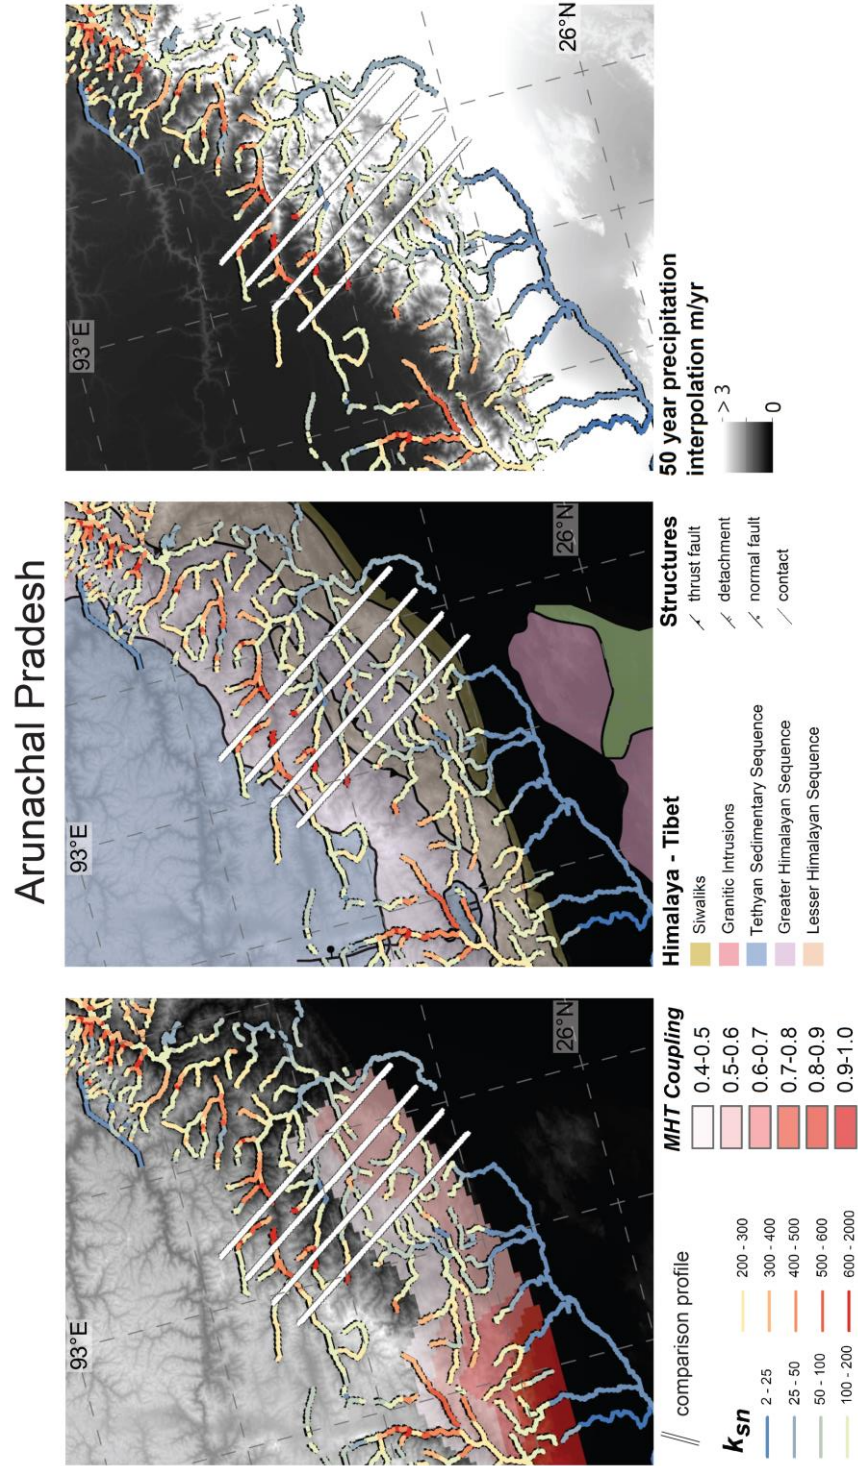 Arunachal Pradesh
93°E
26°N
comparison profile
ksn
2 - 25
25 - 50
50 - 100
100 - 200
200 - 300
300 - 400
400 - 500
500 - 600
600 - 2000
MHT Coupling
0.4-0.5
0.5-0.6
0.6-0.7
0.7-0.8
0.8-0.9
0.9-1.0
93°E
26°N
Himalaya - Tibet
Siwaliks
Granitic Intrusions
Tethyan Sedimentary Sequence
Greater Himalayan Sequence
Lesser Himalayan Sequence
Structures
thrust fault
detachment
normal fault
contact
93°E
26°N
50 year precipitation
interpolation m/yr
> 3
0